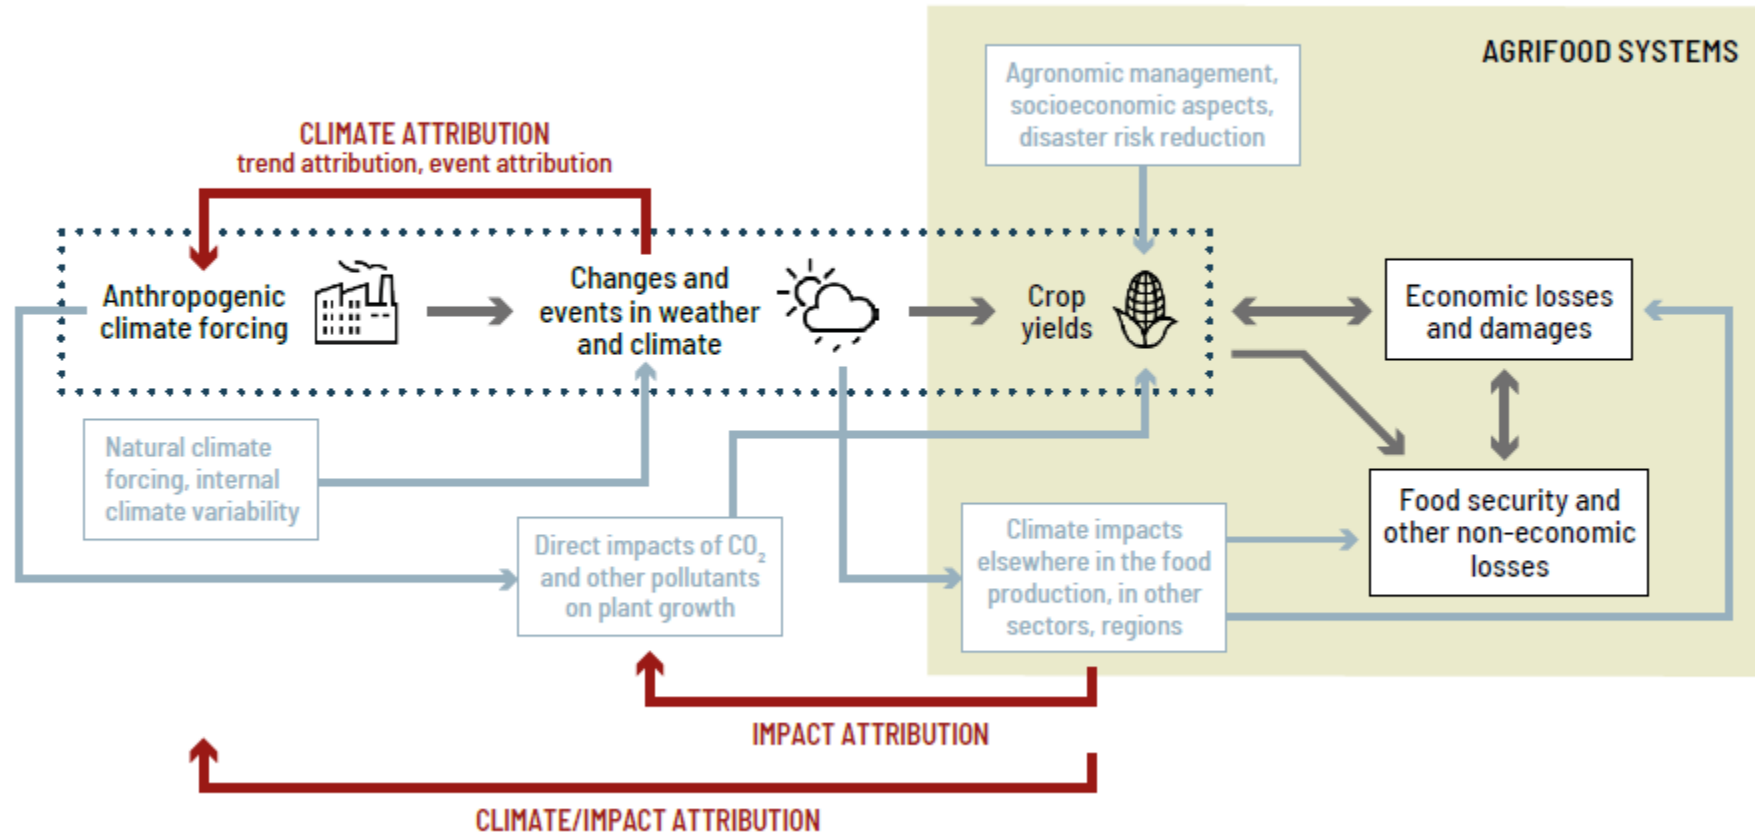 AGRIFOOD SYSTEMS
Agronomic management,
socioeconomic aspects,
disaster risk reduction
CLIMATE ATTRIBUTION
trend attribution, event attribution
Anthropogenic
climate forcing
Changes and
events in weather
and climate
Crop
yields
Economic losses
and damages
Natural climate
forcing, internal
climate variability
Direct impacts of CO₂
and other pollutants
on plant growth
Climate impacts
elsewhere in the food
production, in other
sectors, regions
Food security and
other non-economic
losses
IMPACT ATTRIBUTION
CLIMATE/IMPACT ATTRIBUTION